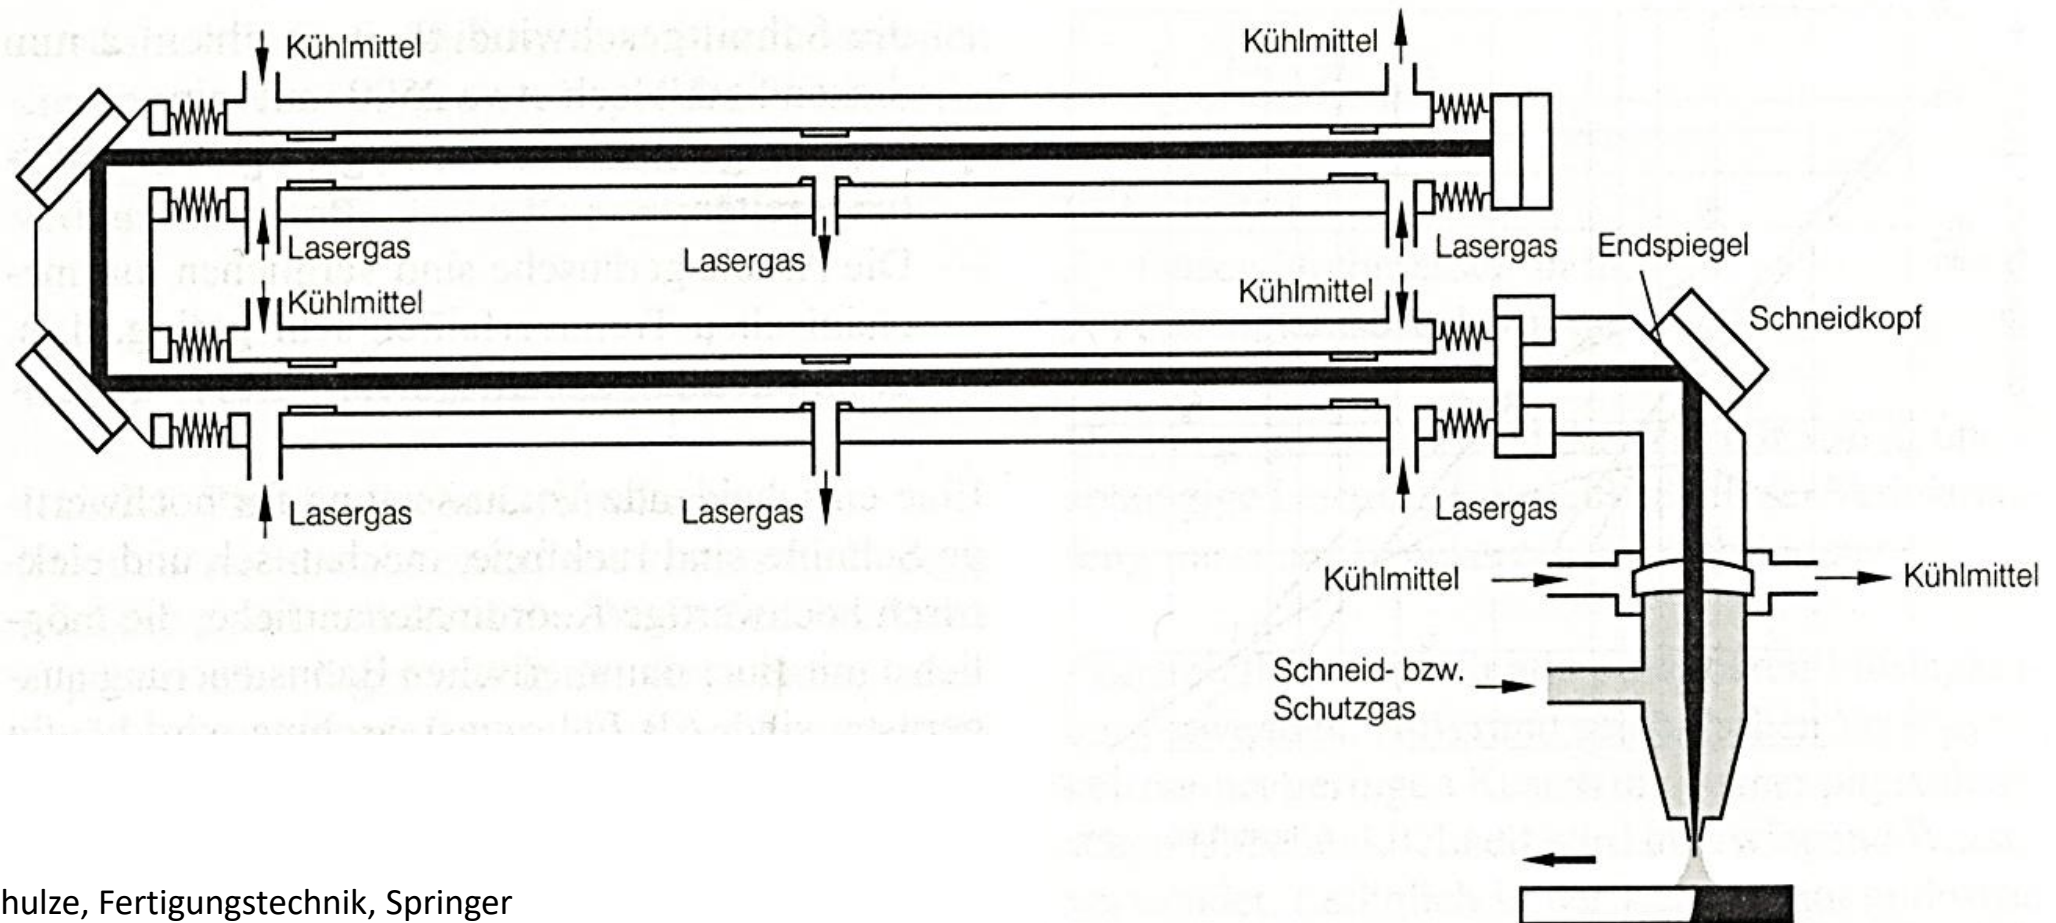 Kühlmittel
Kühlmittel
Lasergas
Lasergas
Lasergas
Endspiegel
Kühlmittel
Kühlmittel
Schneidkopf
Lasergas
Lasergas
Lasergas
Kühlmittel
Kühlmittel
Schneid- bzw.
Schutzgas
hulze, Fertigungstechnik, Springer